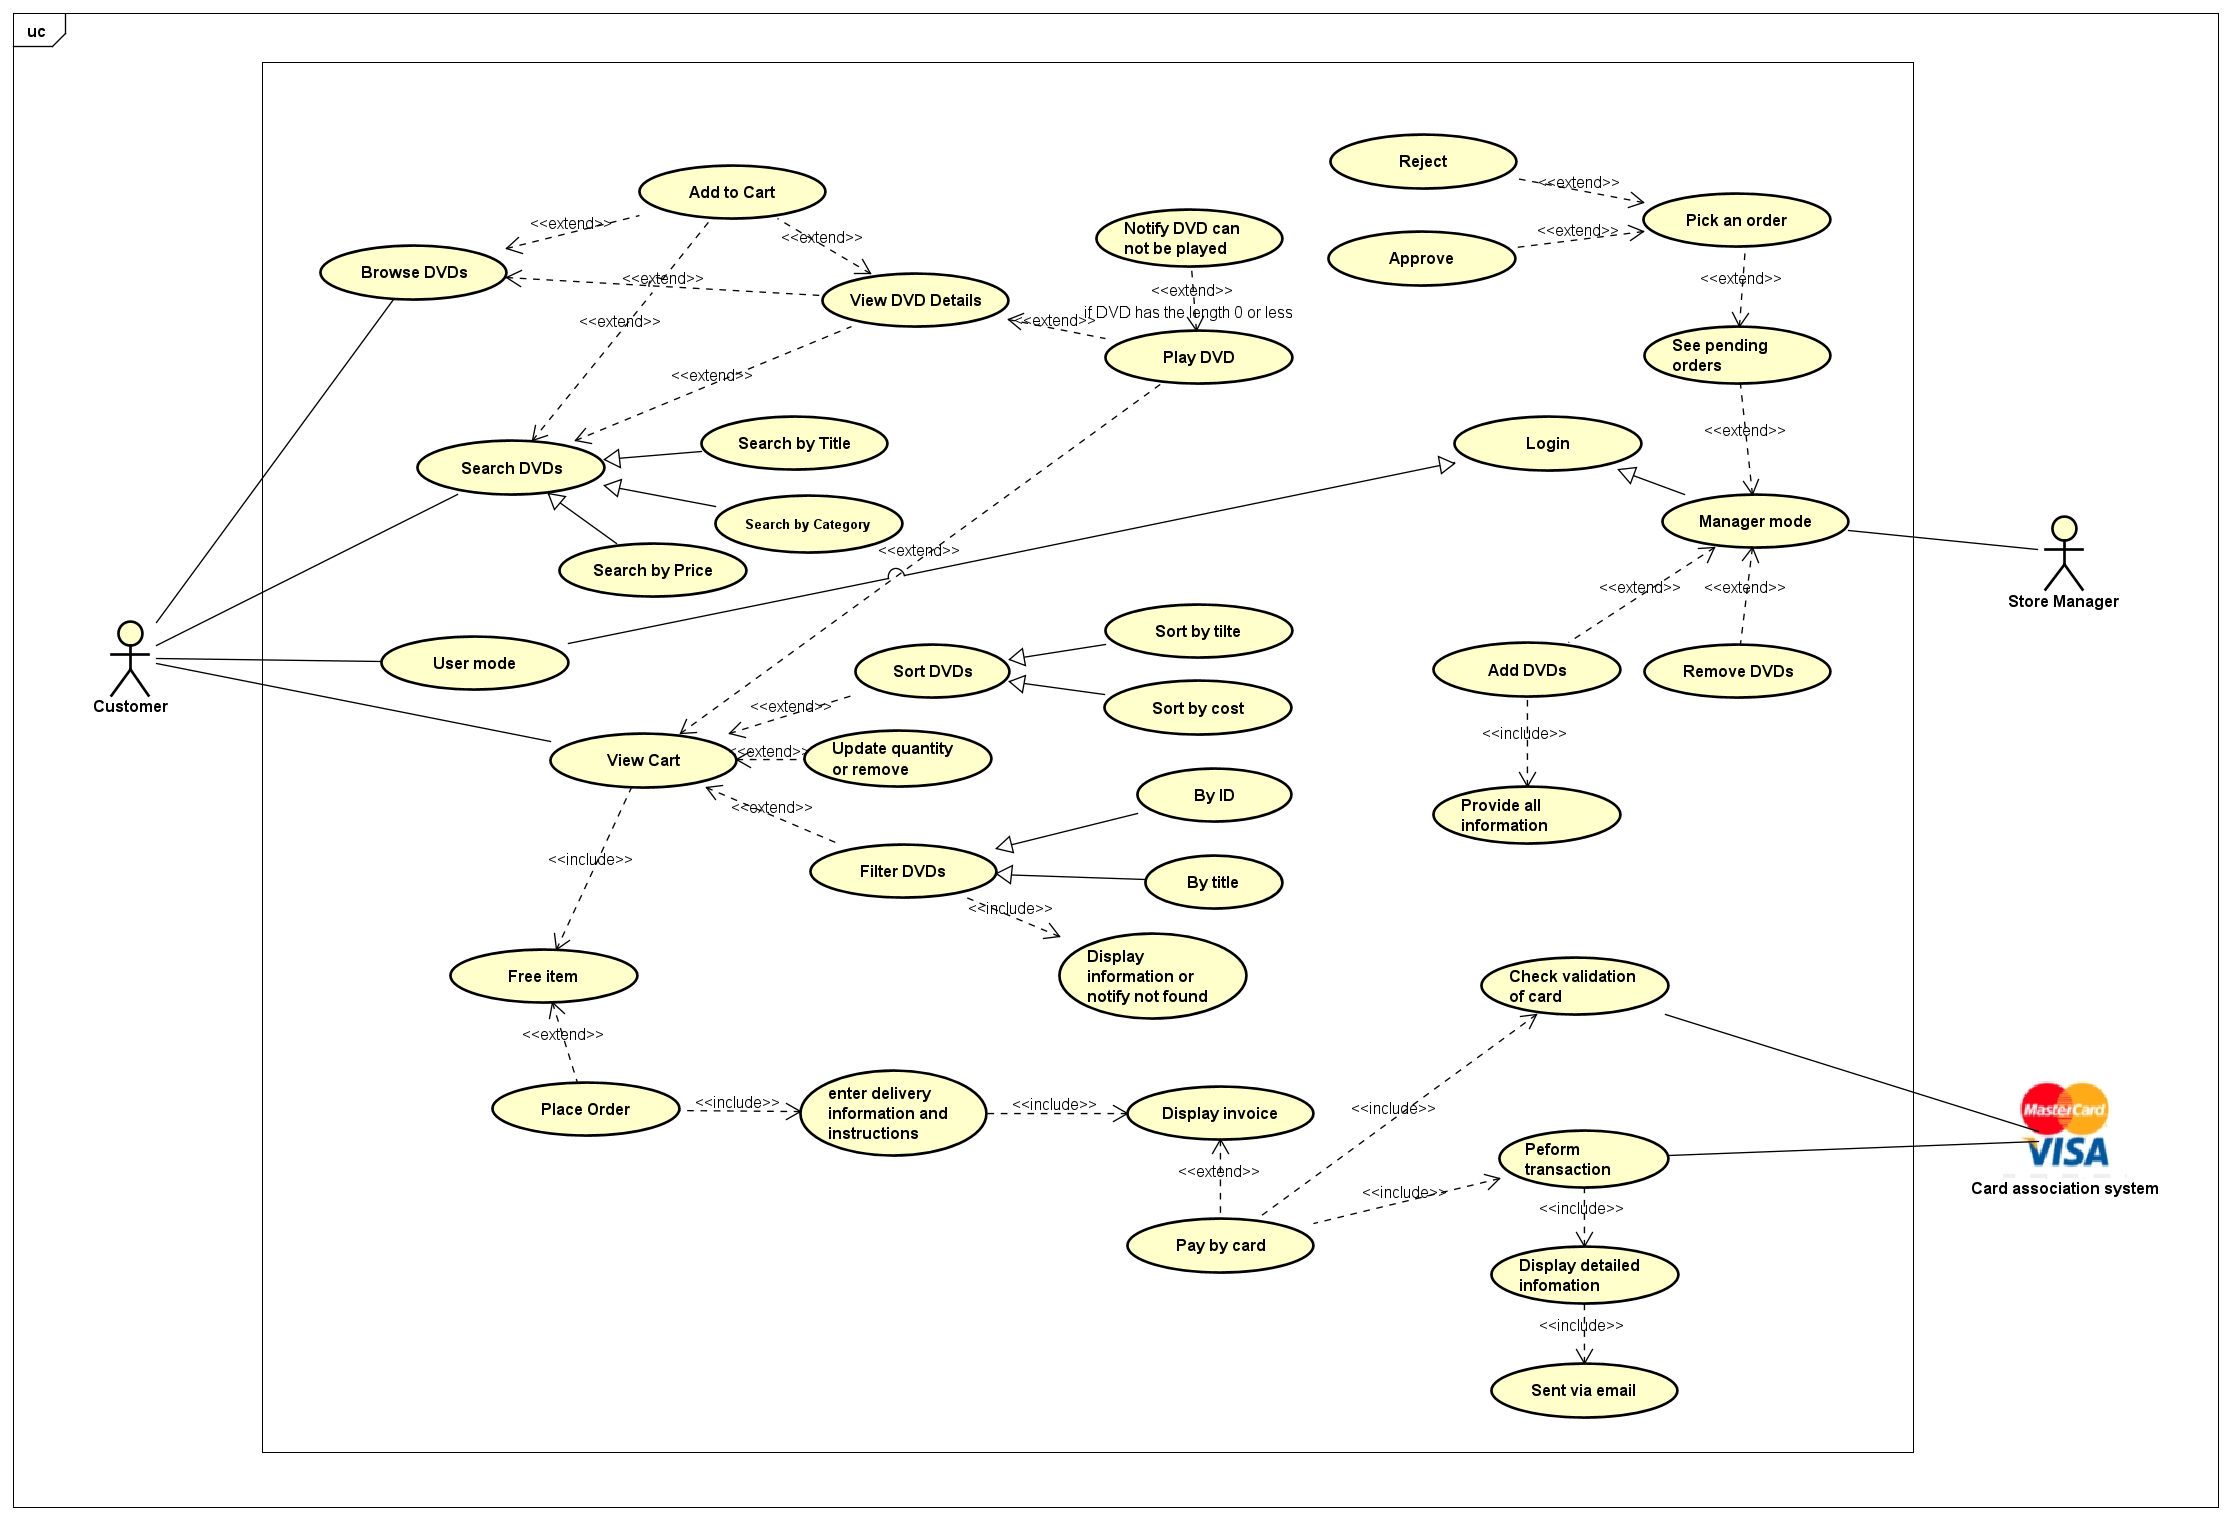 uc
Reject
Add to Cart
Pick an order
<<extend>>
<<extend>>
<<extend>>
Notify DVD can
not be played
<<extend>>
Approve
Browse DVDs
<<extend>>
<<extend>>
<<extend>>
View DVD Details
if DVD has the length 0 or less
<<extend>>
<<extend>>
See pending
orders
Play DVD
<<extend>>
<<extend>>
Search by Title
Login
Search DVDs
Search by Category
Manager mode
<<extend>>
Search by Price
<<extend>>
<<extend>>
Store Manager
Sort by tilte
User mode
Sort DVDs
Add DVDs
Remove DVDs
Customer
<<extend>>
Sort by cost
<<include>>
View Cart
<<extend>>
Update quantity
or remove
By ID
<<extend>>
Provide all
information
<<include>>
Filter DVDs
By title
<<include>>
Free item
Display
information or
notify not found
Check validation
of card
<<extend>>
Place Order
<<include>>
enter delivery
information and
instructions
<<include>>
Display invoice
<<include>>
MasterCard
VISA
Card association system
Peform
transaction
<<extend>>
<<include>>
<<include>>
Pay by card
Display detailed
infomation
<<include>>
Sent via email